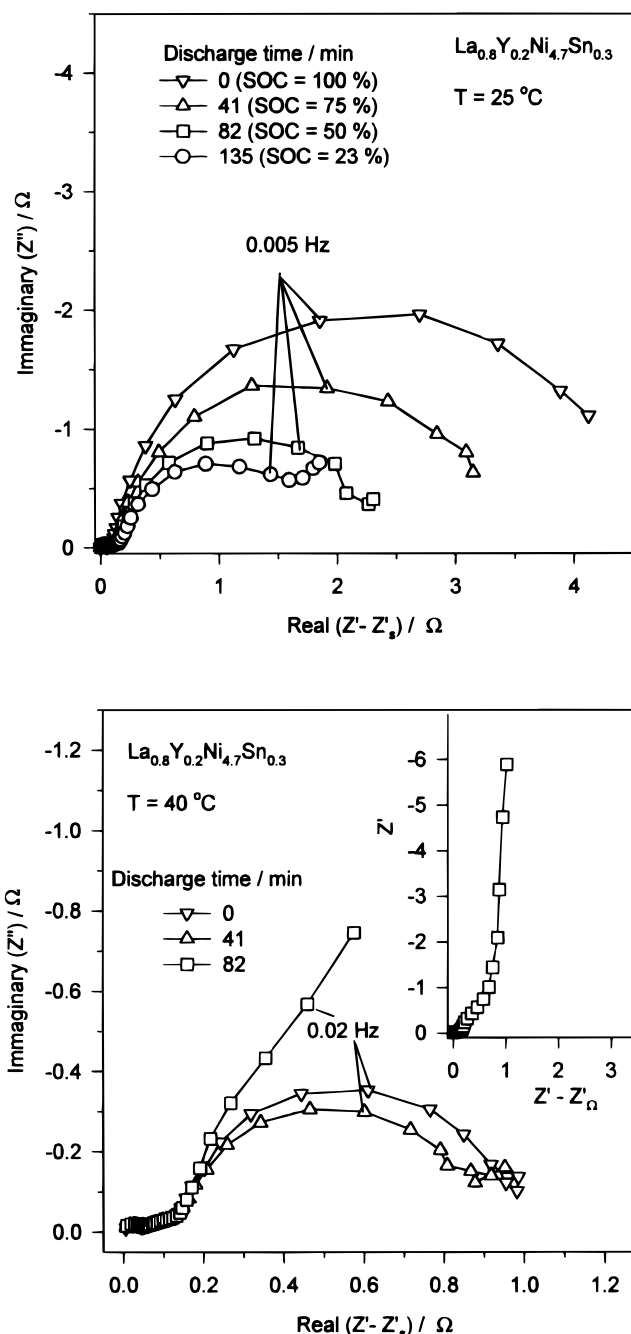 La0.8Y0.2Ni4.7Sn0.3
T = 25 °C
Discharge time / min
0 (SOC = 100 %)
41 (SOC = 75 %)
82 (SOC = 50 %)
135 (SOC = 23 %)
0.005 Hz
Immaginary (Z'') / Ω
-4
-3
-2
-1
0
0 1 2 3 4
Real (Z'- Z's) / Ω
La0.8Y0.2Ni4.7Sn0.3
T = 40 °C
Discharge time / min
0
41
82
0.02 Hz
Immaginary (Z'') / Ω
-1.2
-1.0
-0.8
-0.6
-0.4
-0.2
0.0
0.0 0.2 0.4 0.6 0.8 1.0 1.2
Real (Z'- Z's) / Ω
Z'
-6
-5
-4
-3
-2
-1
0
0 1 2 3
Z' - Z'Ω